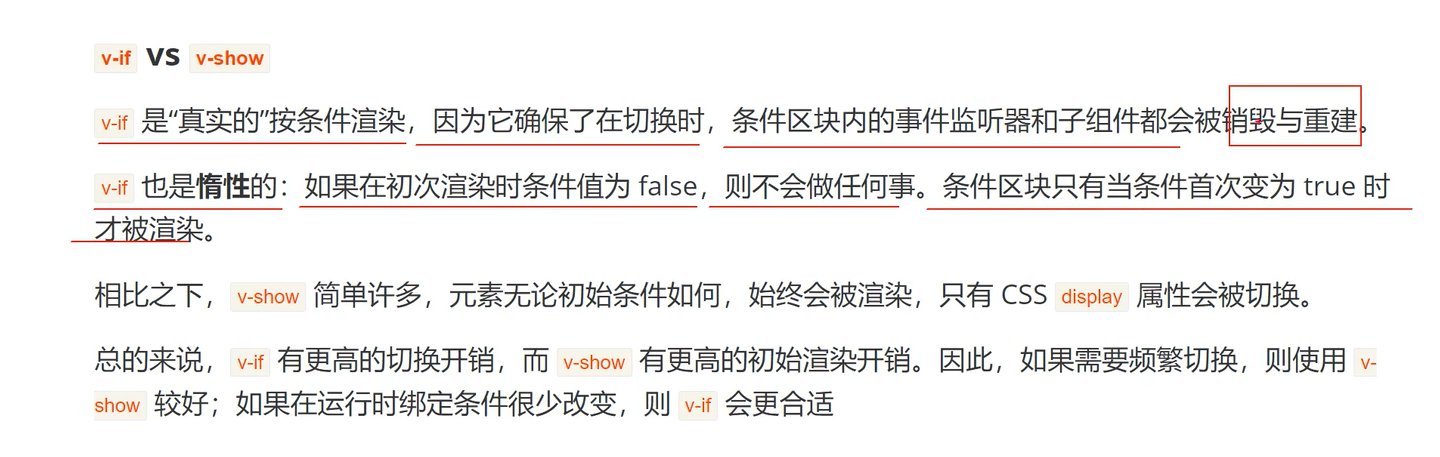 v-if vs v-show
v-if 是“真实的”按条件渲染，因为它确保了在切换时，条件区块内的事件监听器和子组件都会被销毁与重建。
v-if 也是惰性的：如果在初次渲染时条件值为 false，则不会做任何事。条件区块只有当条件首次变为 true 时
才被渲染。
相比之下，v-show 简单许多，元素无论初始条件如何，始终会被渲染，只有 CSS display 属性会被切换。
总的来说，v-if 有更高的切换开销，而 v-show 有更高的初始渲染开销。因此，如果需要频繁切换，则使用 v-
show 较好；如果在运行时绑定条件很少改变，则 v-if 会更合适